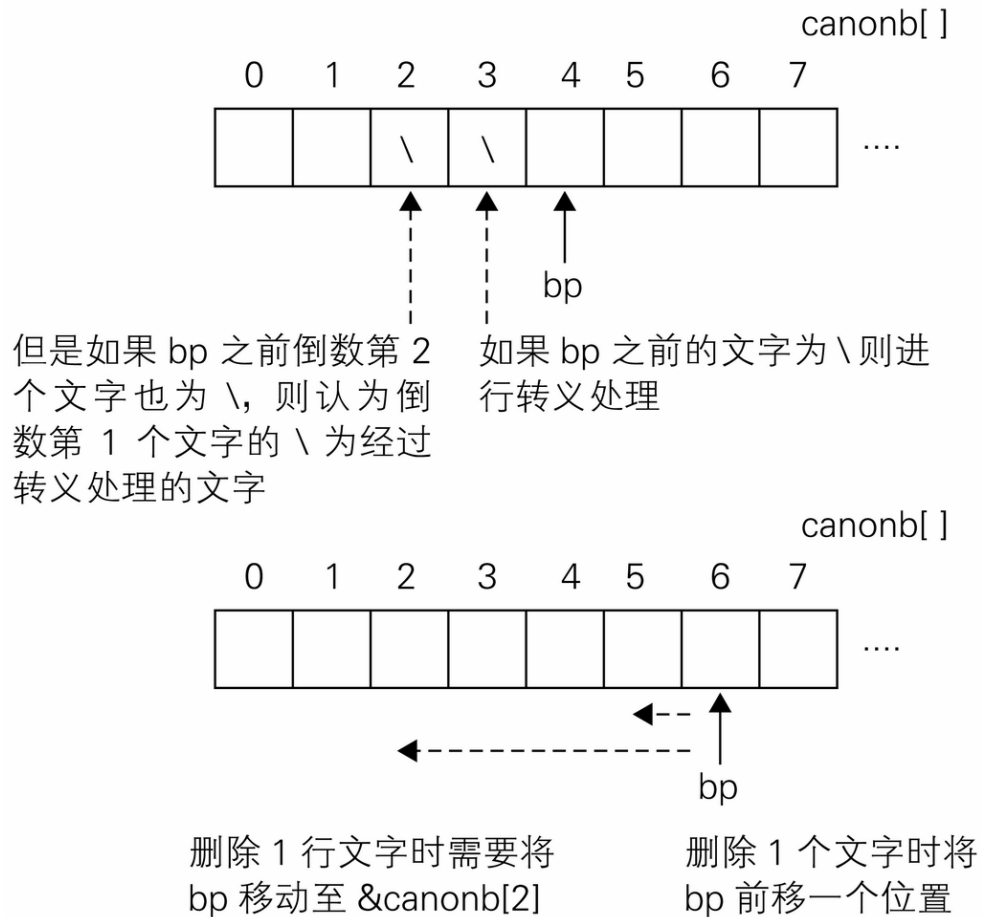 canonb[ ]
0 1 2 3 4 5 6 7
\ \ ....
bp
但是如果 bp 之前倒数第 2
个文字也为 \，则认为倒
数第 1 个文字的 \ 为经过
转义处理的文字
如果 bp 之前的文字为 \ 则进
行转义处理
canonb[ ]
0 1 2 3 4 5 6 7
....
bp
删除 1 行文字时需要将
bp 移动至 &canonb[2]
删除 1 个文字时将
bp 前移一个位置